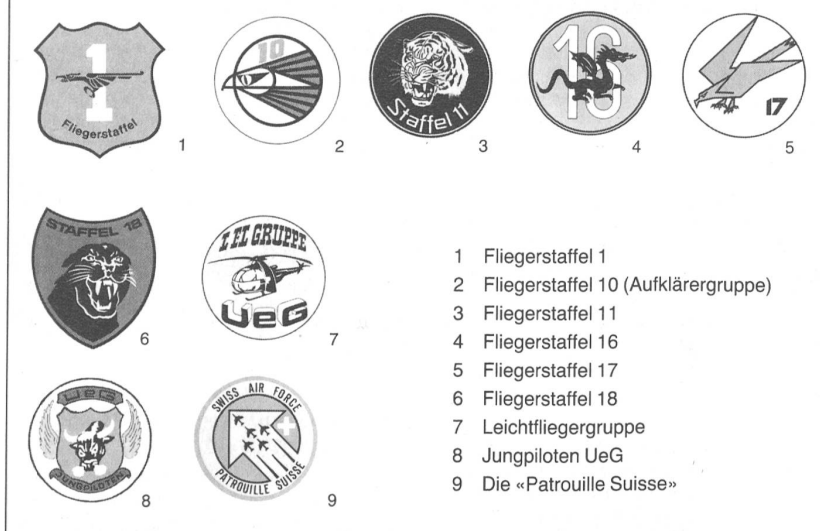 1
Fliegerstaffel
1
10
2
Staffel 11
3
16
4
17
5
STAFFEL 18
6
L FL GRUPPE
UeG
7
UeG
JUNGPILOTEN
8
SWISS AIR FORCE
PATROUILLE SUISSE
9
1 Fliegerstaffel 1
2 Fliegerstaffel 10 (Aufklärergruppe)
3 Fliegerstaffel 11
4 Fliegerstaffel 16
5 Fliegerstaffel 17
6 Fliegerstaffel 18
7 Leichtfliegergruppe
8 Jungpiloten UeG
9 Die «Patrouille Suisse»